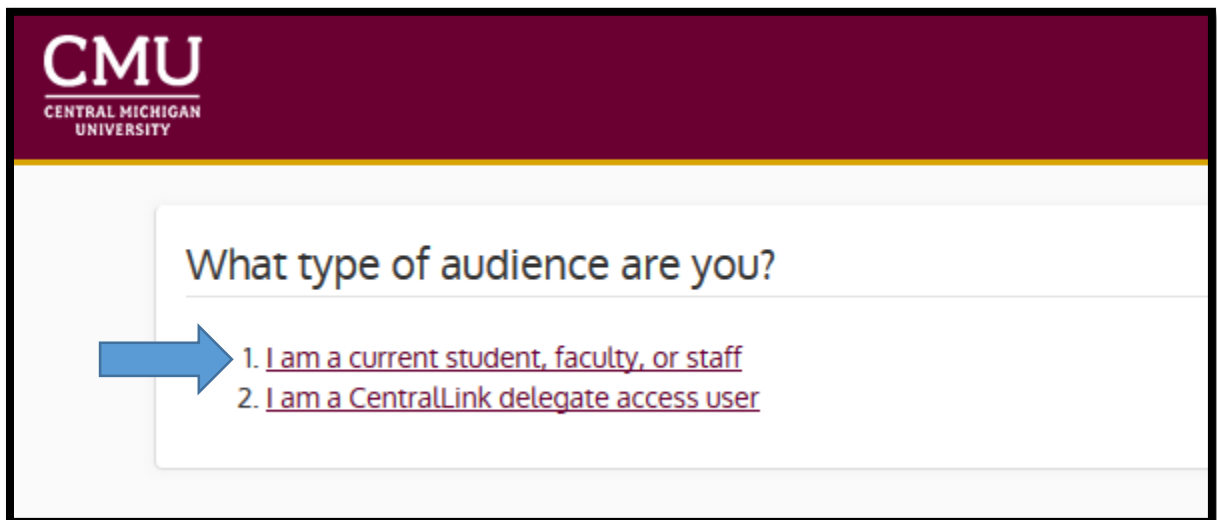 CMU
CENTRAL MICHIGAN
UNIVERSITY
What type of audience are you?
1. I am a current student, faculty, or staff
2. I am a CentralLink delegate access user